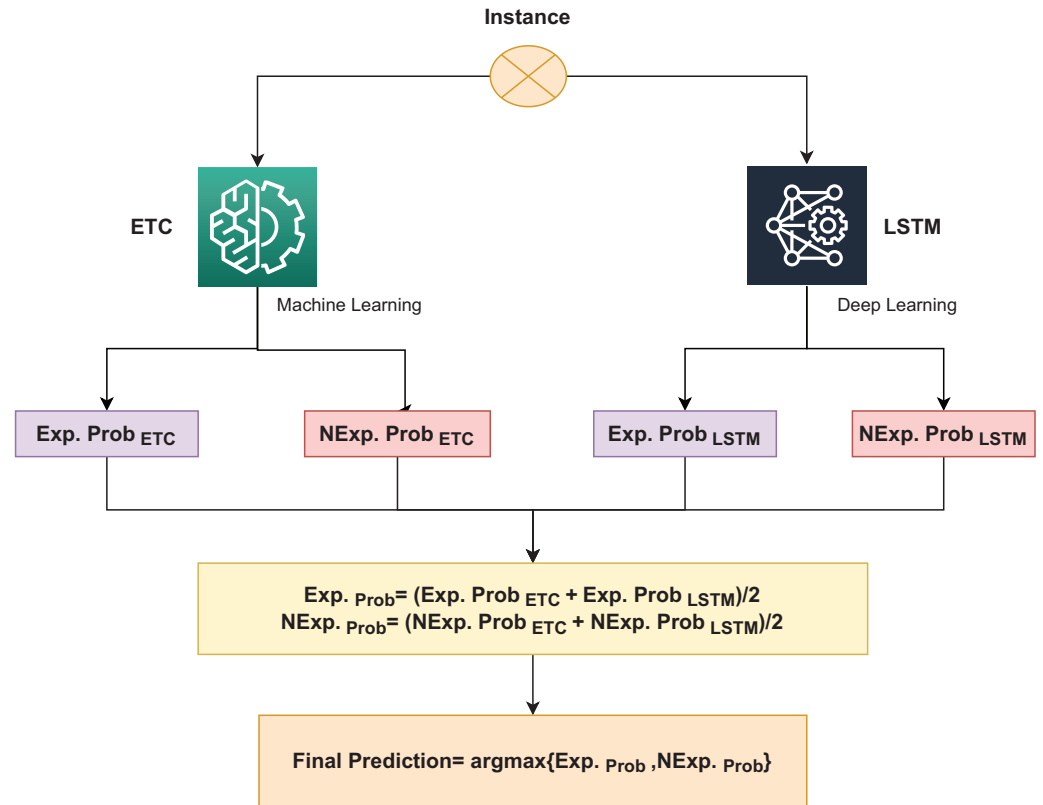 Instance
ETC
LSTM
Machine Learning
Deep Learning
Exp. Prob ETC
NExp. Prob ETC
Exp. Prob LSTM
NExp. Prob LSTM
Exp. Prob= (Exp. Prob ETC + Exp. Prob LSTM)/2
NExp. Prob= (NExp. Prob ETC + NExp. Prob LSTM)/2
Final Prediction= argmax{Exp. Prob ,NExp. Prob}